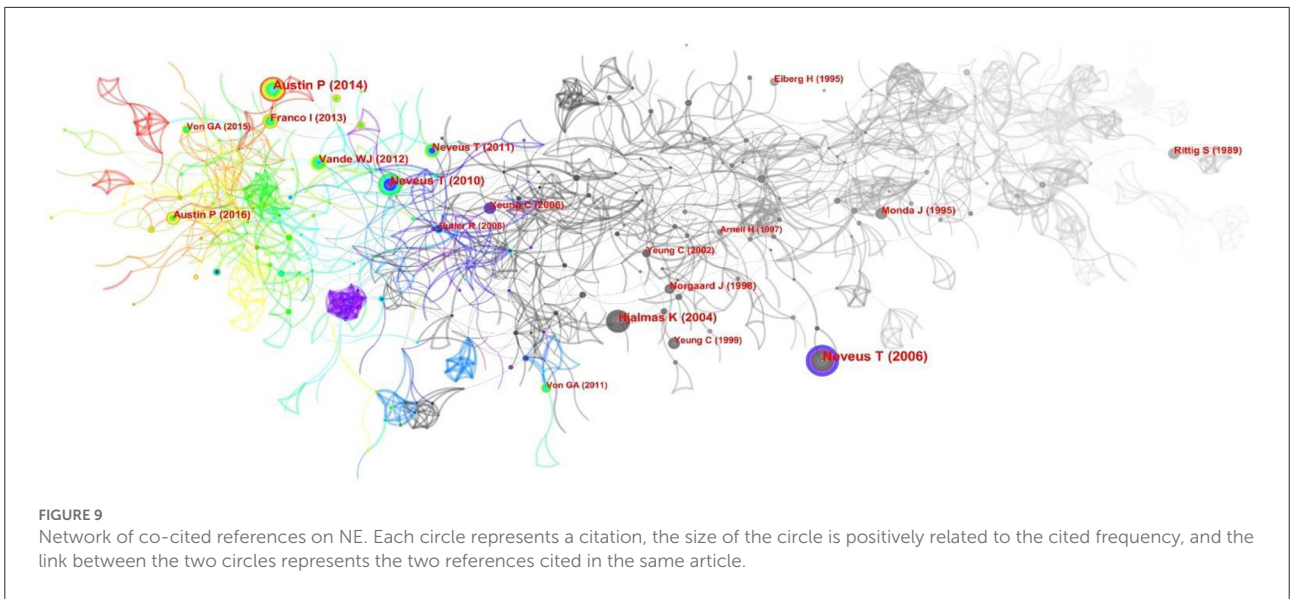 Austin P (2014)
Eiberg H (1995)
Franco I (2013)
Von GA (2015)
Neveus T (2011)
Rittig S (1989)
Vande WJ (2012)
Neveus T (2010)
Yeung C (2006)
Monda J (1995)
Austin P (2016)
Butler R (2008)
Arnell H (1997)
Yeung C (2002)
Norgaard J (1998)
Hjalmas K (2004)
Yeung C (1999)
Neveus T (2006)
Von GA (2011)
FIGURE 9
Network of co-cited references on NE. Each circle represents a citation, the size of the circle is positively related to the cited frequency, and the
link between the two circles represents the two references cited in the same article.